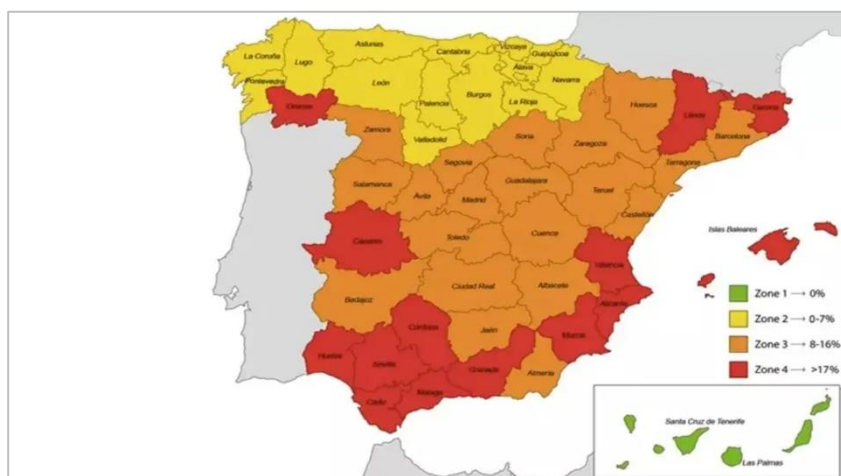 La Coruña
Lugo
Asturias
Cantabria
Vizcaya
Guipúzcoa
Álava
Navarra
Pontevedra
León
Palencia
Burgos
La Rioja
Orense
Zamora
Valladolid
Soria
Zaragoza
Huesca
Lleida
Gerona
Barcelona
Tarragona
Segovia
Salamanca
Ávila
Madrid
Guadalajara
Teruel
Castellón
Cáceres
Toledo
Cuenca
Valencia
Islas Baleares
Badajoz
Ciudad Real
Albacete
Alicante
Murcia
Córdoba
Jaén
Huelva
Sevilla
Granada
Almería
Cádiz
Málaga
Zone 1 → 0%
Zone 2 → 0-7%
Zone 3 → 8-16%
Zone 4 → >17%
Santa Cruz de Tenerife
Las Palmas